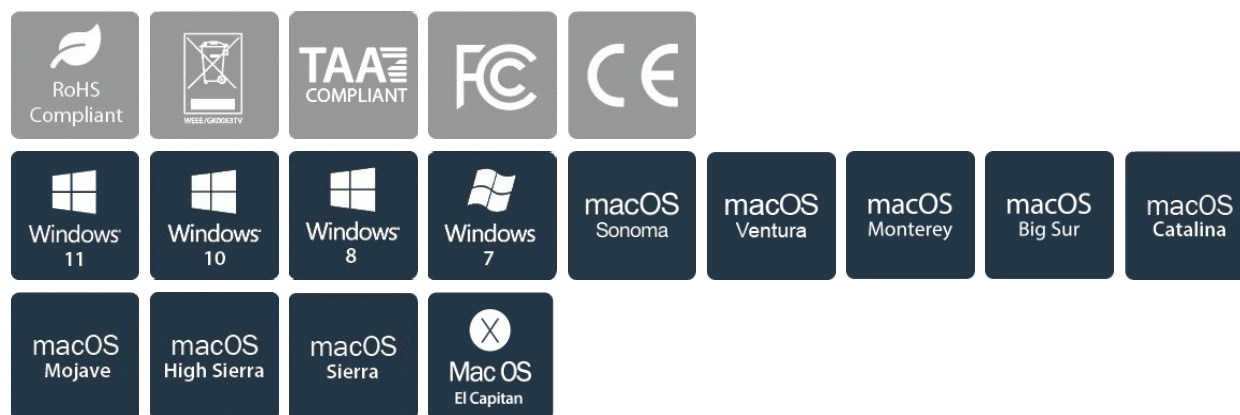 RoHS
Compliant
WEEE/GK0063TV
TAA
COMPLIANT
FC
CE
Windows
11
Windows
10
Windows
8
Windows
7
macOS
Sonoma
macOS
Ventura
macOS
Monterey
macOS
Big Sur
macOS
Catalina
macOS
Mojave
macOS
High Sierra
macOS
Sierra
X
Mac OS
El Capitan